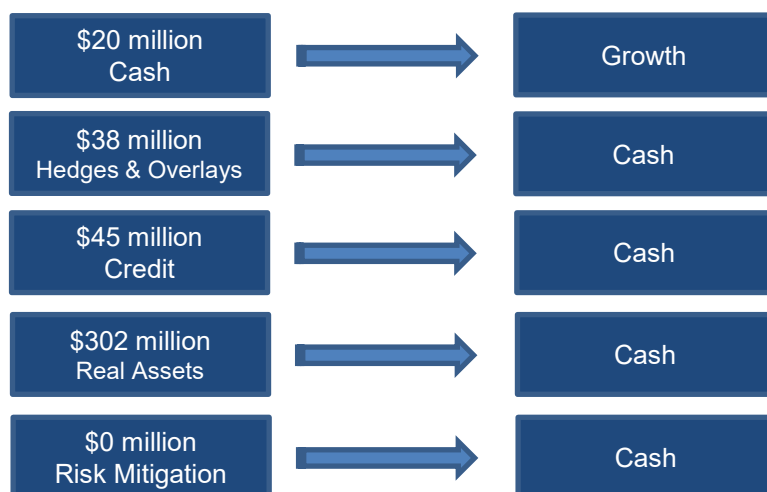 $20 million
Cash
Growth
$38 million
Hedges & Overlays
Cash
$45 million
Credit
Cash
$302 million
Real Assets
Cash
$0 million
Risk Mitigation
Cash